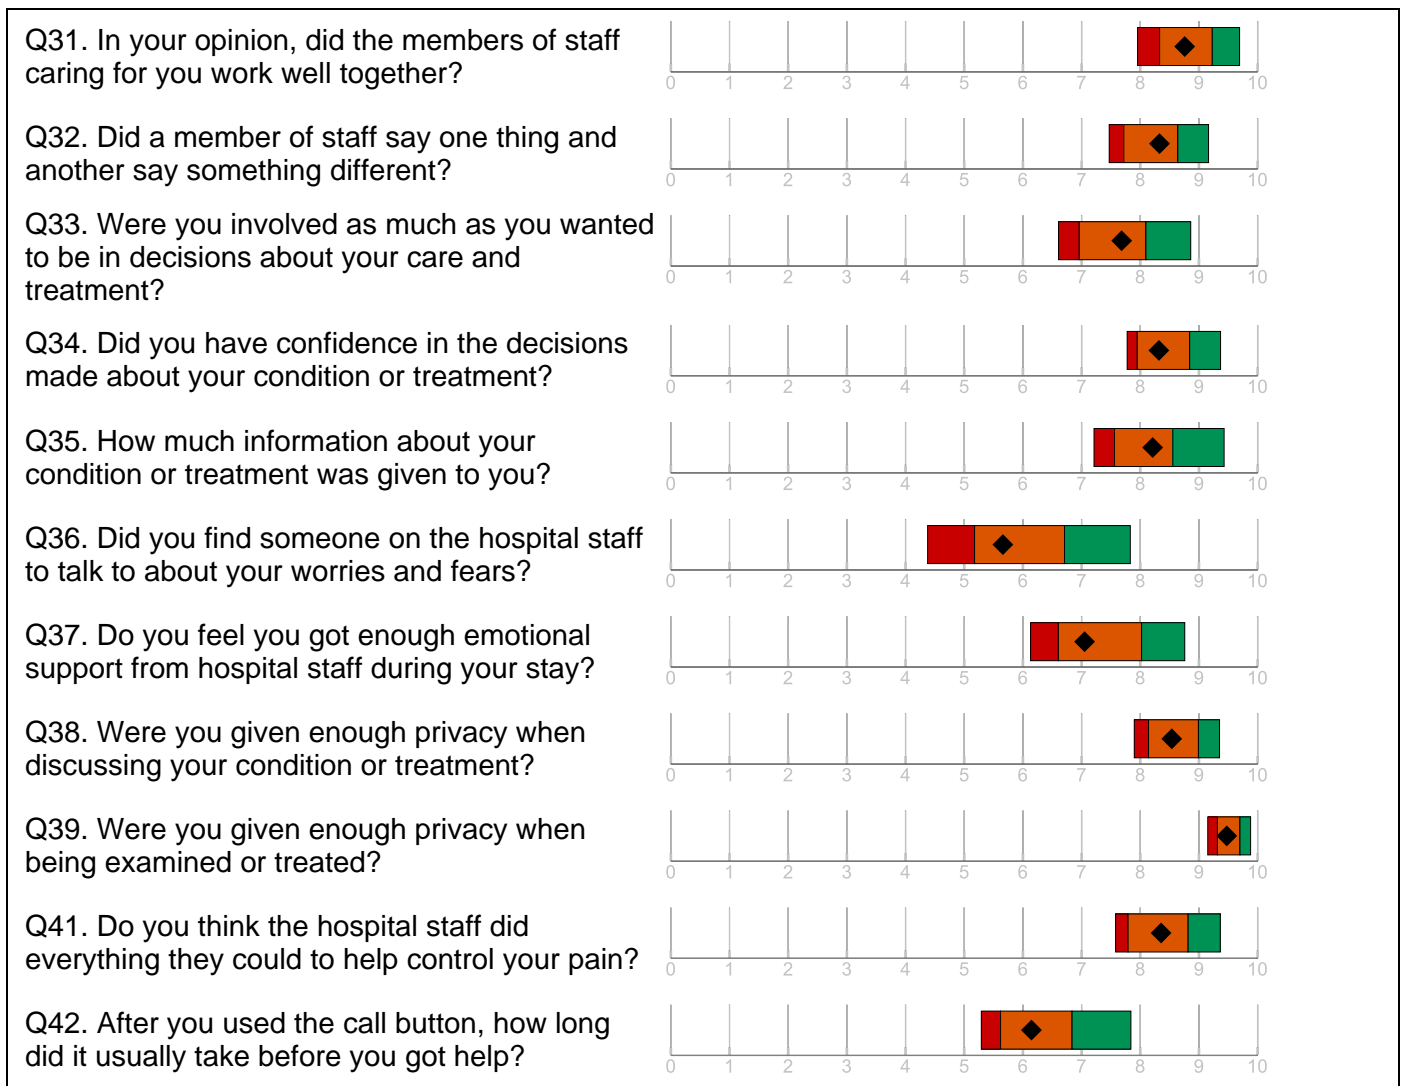 Q31. In your opinion, did the members of staff
caring for you work well together?
0 1 2 3 4 5 6 7 8 9 10
Q32. Did a member of staff say one thing and
another say something different?
0 1 2 3 4 5 6 7 8 9 10
Q33. Were you involved as much as you wanted
to be in decisions about your care and
treatment?
0 1 2 3 4 5 6 7 8 9 10
Q34. Did you have confidence in the decisions
made about your condition or treatment?
0 1 2 3 4 5 6 7 8 9 10
Q35. How much information about your
condition or treatment was given to you?
0 1 2 3 4 5 6 7 8 9 10
Q36. Did you find someone on the hospital staff
to talk to about your worries and fears?
0 1 2 3 4 5 6 7 8 9 10
Q37. Do you feel you got enough emotional
support from hospital staff during your stay?
0 1 2 3 4 5 6 7 8 9 10
Q38. Were you given enough privacy when
discussing your condition or treatment?
0 1 2 3 4 5 6 7 8 9 10
Q39. Were you given enough privacy when
being examined or treated?
0 1 2 3 4 5 6 7 8 9 10
Q41. Do you think the hospital staff did
everything they could to help control your pain?
0 1 2 3 4 5 6 7 8 9 10
Q42. After you used the call button, how long
did it usually take before you got help?
0 1 2 3 4 5 6 7 8 9 10